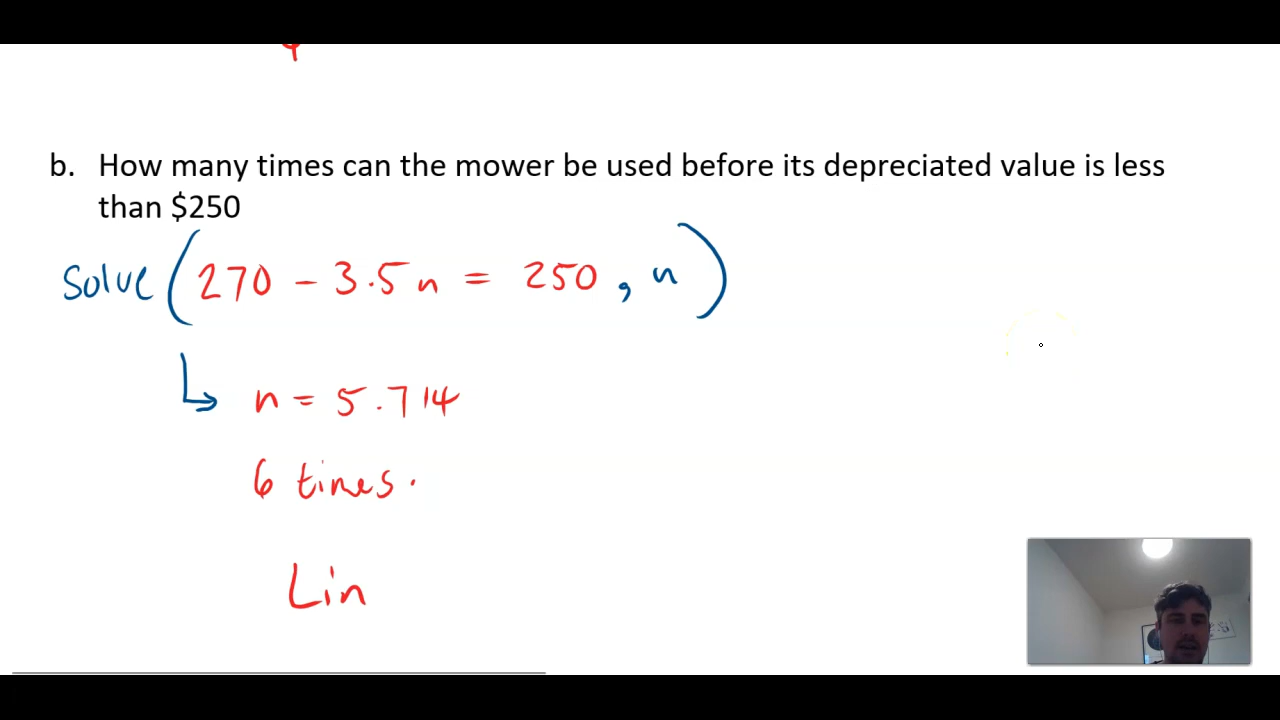 b. How many times can the mower be used before its depreciated value is less
than $250
Solve (270 - 3.5n = 250, n)
n = 5.714
6 times.
Lin